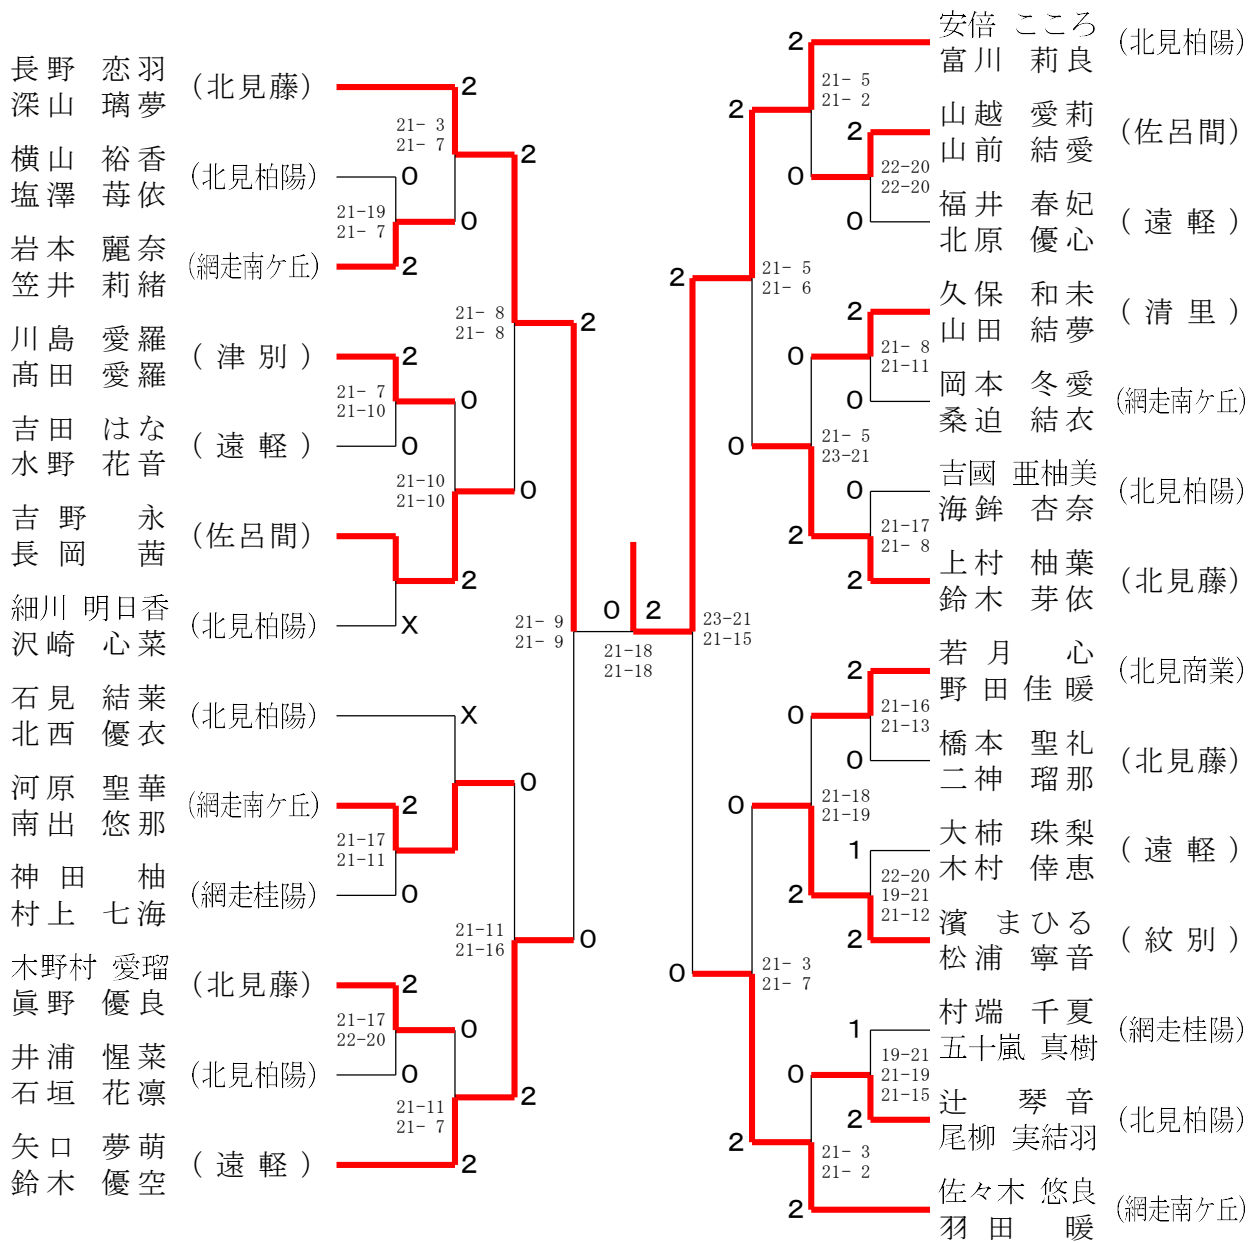 長野 恋羽
深山 璃夢
(北見藤)
2
21- 3
21- 7
2
横山 裕香
塩澤 苺依
(北見柏陽)
0
21-19
21- 7
0
岩本 麗奈
笠井 莉緒
(網走南ケ丘)
2
21- 8
21- 8
2
川島 愛羅
髙田 愛羅
(津別)
2
21- 7
21-10
0
吉田 はな
水野 花音
(遠軽)
0
21-10
21-10
0
吉野 永
長岡 茜
(佐呂間)
2
細川 明日香
沢崎 心菜
(北見柏陽)
X
21- 9
21- 9
石見 結菜
北西 優衣
(北見柏陽)
X
0
河原 聖華
南出 悠那
(網走南ケ丘)
2
21-17
21-11
神田 柚
村上 七海
(網走桂陽)
0
21-11
21-16
0
木野村 愛瑠
眞野 優良
(北見藤)
2
21-17
22-20
0
井浦 惺菜
石垣 花凛
(北見柏陽)
0
21-11
21- 7
2
矢口 夢萌
鈴木 優空
(遠軽)
2
0 2
21-18
21-18
安倍 こころ
富川 莉良
(北見柏陽)
2
21- 5
21- 2
2
山越 愛莉
山前 結愛
(佐呂間)
2
22-20
22-20
0
福井 春妃
北原 優心
(遠軽)
0
21- 5
21- 6
2
久保 和未
山田 結夢
(清里)
2
21- 8
21-11
0
岡本 冬愛
桑迫 結衣
(網走南ケ丘)
0
21- 5
23-21
0
吉國 亜柚美
海鉾 杏奈
(北見柏陽)
0
21-17
21- 8
2
上村 柚葉
鈴木 芽依
(北見藤)
2
23-21
21-15
若月 心
野田 佳暖
(北見商業)
2
21-16
21-13
0
橋本 聖礼
二神 瑠那
(北見藤)
0
21-18
21-19
0
大柿 珠梨
木村 倖恵
(遠軽)
1
22-20
19-21
21-12
2
濱 まひる
松浦 寧音
(紋別)
2
21- 3
21- 7
0
村端 千夏
五十嵐 真樹
(網走桂陽)
1
19-21
21-19
21-15
0
辻 琴音
尾柳 実結羽
(北見柏陽)
2
21- 3
21- 2
2
佐々木 悠良
羽田 暖
(網走南ケ丘)
2